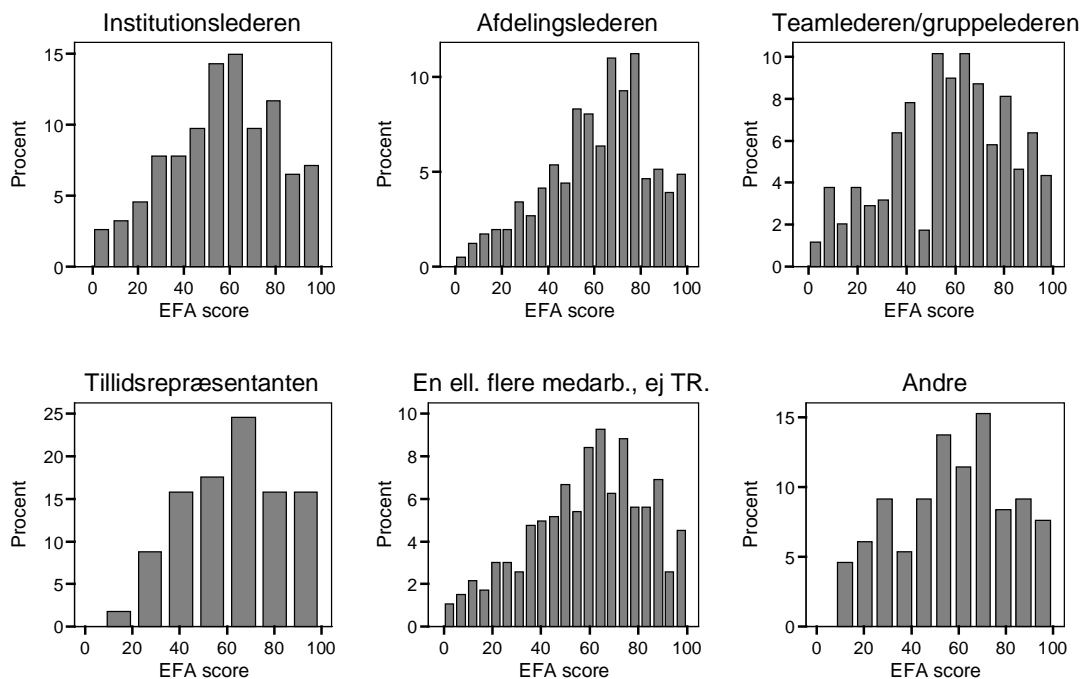 Institutionslederen
15
10
5
0
Procent
0 20 40 60 80 100
EFA score
Afdelingslederen
10
5
0
Procent
0 20 40 60 80 100
EFA score
Teamlederen/gruppelederen
10
8
6
4
2
0
Procent
0 20 40 60 80 100
EFA score
Tillidsrepræsentanten
25
20
15
10
5
0
Procent
0 20 40 60 80 100
EFA score
En ell. flere medarb., ej TR.
10
8
6
4
2
0
Procent
0 20 40 60 80 100
EFA score
Andre
15
10
5
0
Procent
0 20 40 60 80 100
EFA score